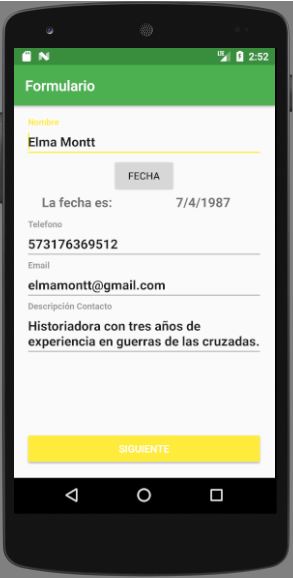 LTE 2:52
Formulario
Nombre
Elma Montt
FECHA
La fecha es: 7/4/1987
Telefono
573176369512
Email
elmamontt@gmail.com
Descripción Contacto
Historiadora con tres años de
experiencia en guerras de las cruzadas.
SIGUIENTE